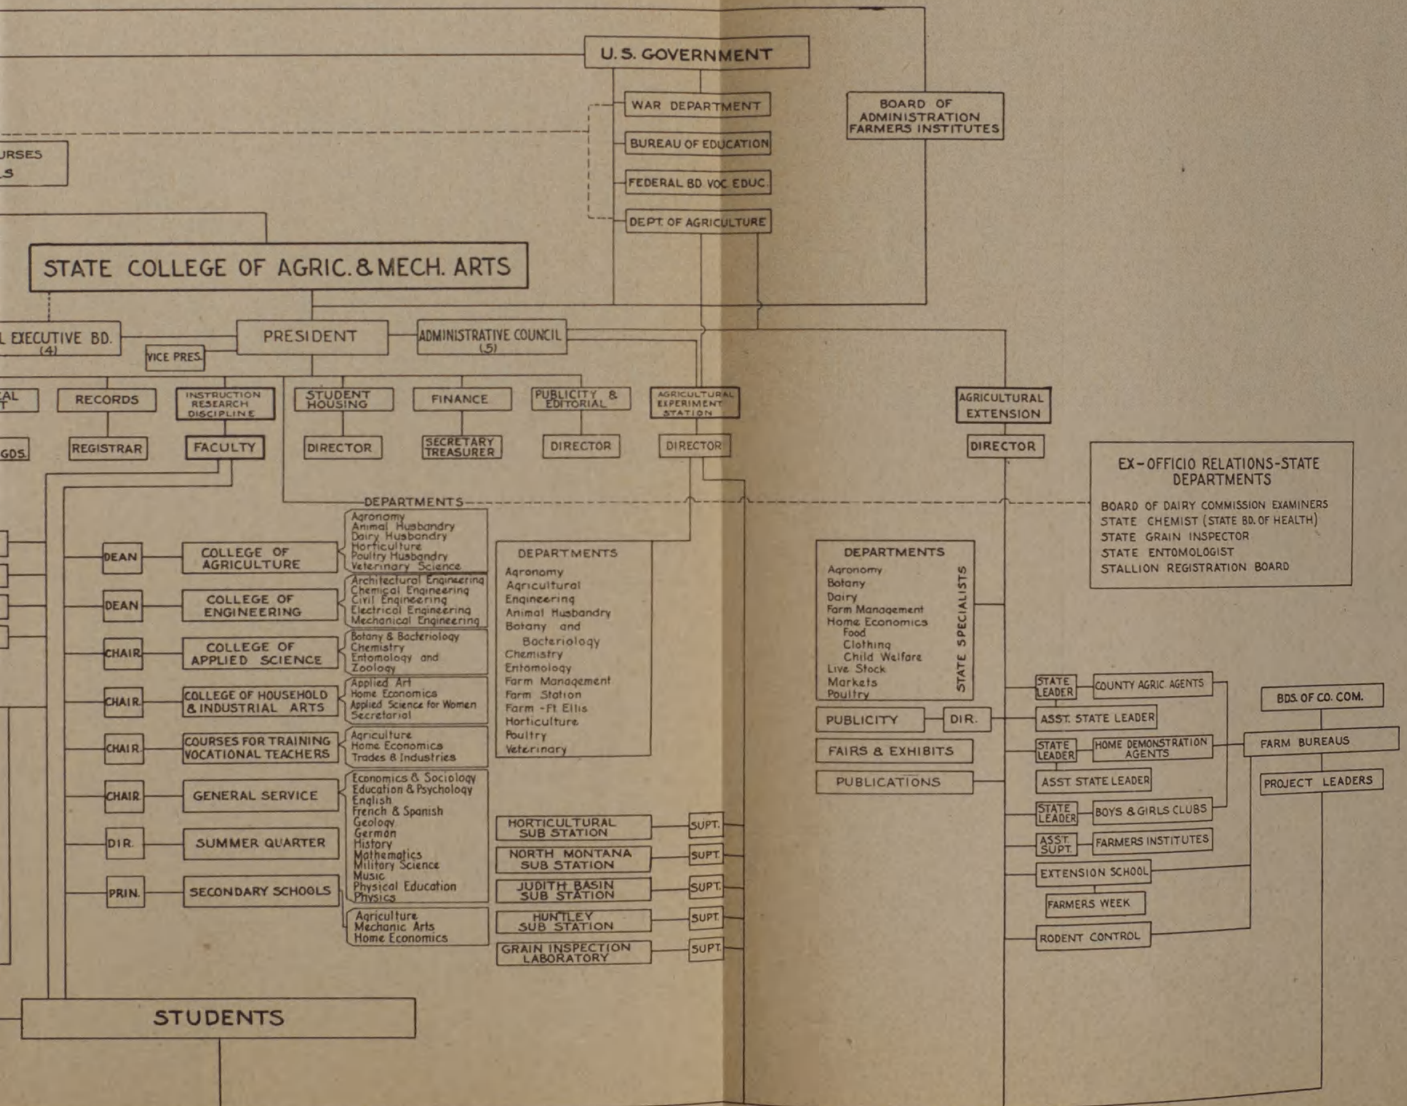 U.S. GOVERNMENT
WAR DEPARTMENT
BUREAU OF EDUCATION
FEDERAL BD. VOC. EDUC.
DEPT. OF AGRICULTURE
BOARD OF
ADMINISTRATION
FARMERS INSTITUTES
STATE COLLEGE OF AGRIC. & MECH. ARTS
EXECUTIVE BD.
(4)
VICE PRES.
PRESIDENT
ADMINISTRATIVE COUNCIL
(5)
RECORDS
REGISTRAR
INSTRUCTION
RESEARCH
DISCIPLINE
FACULTY
STUDENT
HOUSING
DIRECTOR
FINANCE
SECRETARY
TREASURER
PUBLICITY &
EDITORIAL
DIRECTOR
AGRICULTURAL
EXPERIMENT
STATION
DIRECTOR
AGRICULTURAL
EXTENSION
DIRECTOR
GDS.
EX-OFFICIO RELATIONS-STATE
DEPARTMENTS
BOARD OF DAIRY COMMISSION EXAMINERS
STATE CHEMIST (STATE BD. OF HEALTH)
STATE GRAIN INSPECTOR
STATE ENTOMOLOGIST
STALLION REGISTRATION BOARD
DEPARTMENTS
DEAN
COLLEGE OF
AGRICULTURE
Agronomy
Animal Husbandry
Dairy Husbandry
Horticulture
Poultry Husbandry
Veterinary Science
DEAN
COLLEGE OF
ENGINEERING
Architectural Engineering
Chemical Engineering
Civil Engineering
Electrical Engineering
Mechanical Engineering
CHAIR.
COLLEGE OF
APPLIED SCIENCE
Botany & Bacteriology
Chemistry
Entomology and
Zoology
CHAIR.
COLLEGE OF HOUSEHOLD
& INDUSTRIAL ARTS
Applied Art
Home Economics
Applied Science for Women
Secretarial
CHAIR.
COURSES FOR TRAINING
VOCATIONAL TEACHERS
Agriculture
Home Economics
Trades & Industries
CHAIR
GENERAL SERVICE
Economics & Sociology
Education & Psychology
English
French & Spanish
Geology
German
History
Mathematics
Military Science
Music
Physical Education
Physics
DIR.
SUMMER QUARTER
PRIN.
SECONDARY SCHOOLS
Agriculture
Mechanic Arts
Home Economics
STUDENTS
DEPARTMENTS
Agronomy
Agricultural
Engineering
Animal Husbandry
Botany and
Bacteriology
Chemistry
Entomology
Farm Management
Farm Station
Farm - Ft. Ellis
Horticulture
Poultry
Veterinary
HORTICULTURAL
SUB STATION
SUPT.
NORTH MONTANA
SUB STATION
SUPT.
JUDITH BASIN
SUB STATION
SUPT.
HUNTLEY
SUB STATION
SUPT.
GRAIN INSPECTION
LABORATORY
SUPT.
DEPARTMENTS
Agronomy
Botany
Dairy
Farm Management
Home Economics
Food
Clothing
Child Welfare
Live Stock
Markets
Poultry
STATE SPECIALISTS
PUBLICITY
DIR.
FAIRS & EXHIBITS
PUBLICATIONS
STATE
LEADER
COUNTY AGRIC AGENTS
ASST. STATE LEADER
STATE
LEADER
HOME DEMONSTRATION
AGENTS
ASST STATE LEADER
STATE
LEADER
BOYS & GIRLS CLUBS
ASST.
SUPT.
FARMERS INSTITUTES
EXTENSION SCHOOL
FARMERS WEEK
RODENT CONTROL
BDS. OF CO. COM.
FARM BUREAUS
PROJECT LEADERS